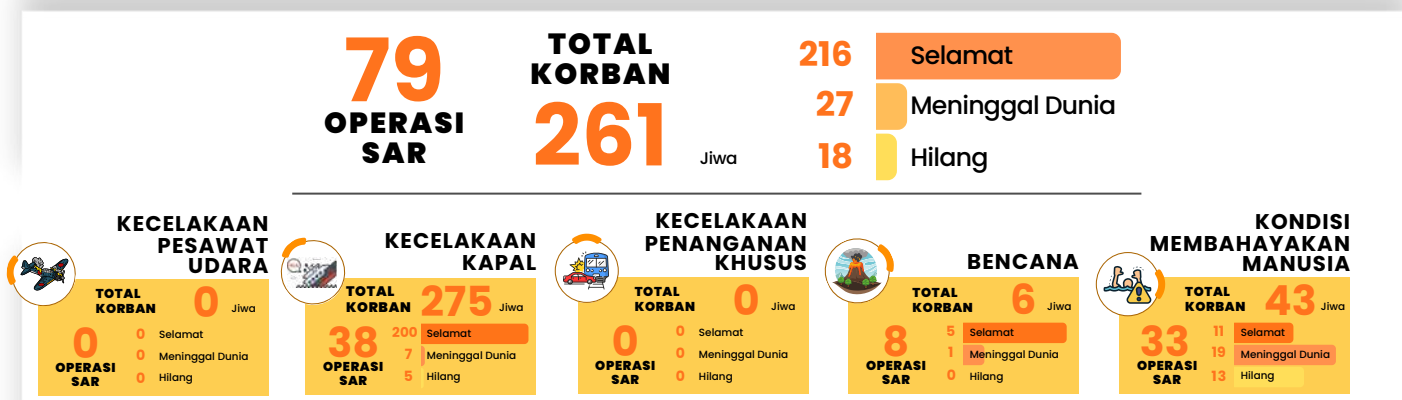 79
OPERASI
SAR
TOTAL
KORBAN
261 Jiwa
216 Selamat
27 Meninggal Dunia
18 Hilang
KECELAKAAN
PESAWAT
UDARA
TOTAL
KORBAN 0 Jiwa
0
OPERASI
SAR
0 Selamat
0 Meninggal Dunia
0 Hilang
KECELAKAAN
KAPAL
TOTAL
KORBAN 275 Jiwa
38
OPERASI
SAR
200 Selamat
7 Meninggal Dunia
5 Hilang
KECELAKAAN
PENANGANAN
KHUSUS
TOTAL
KORBAN 0 Jiwa
0
OPERASI
SAR
0 Selamat
0 Meninggal Dunia
0 Hilang
BENCANA
TOTAL
KORBAN 6 Jiwa
8
OPERASI
SAR
5 Selamat
1 Meninggal Dunia
0 Hilang
KONDISI
MEMBAHAYAKAN
MANUSIA
TOTAL
KORBAN 43 Jiwa
33
OPERASI
SAR
11 Selamat
19 Meninggal Dunia
13 Hilang